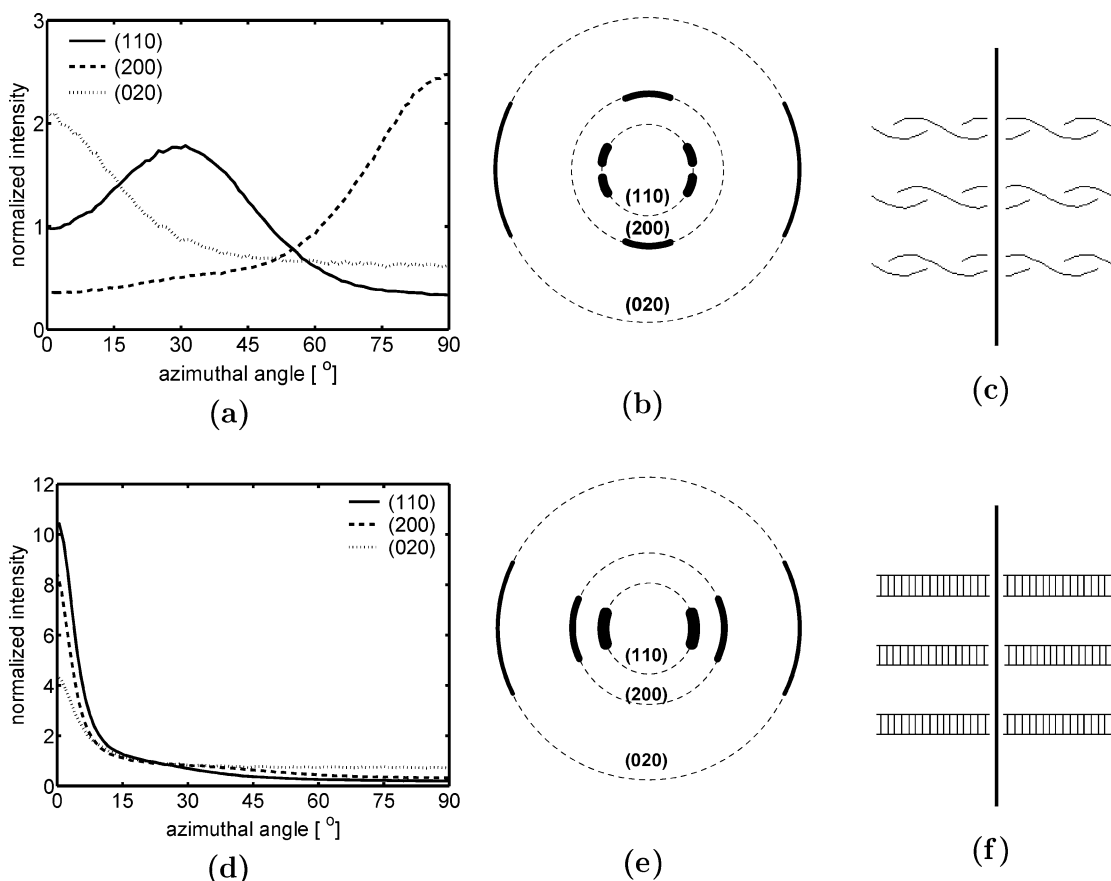 3
2
1
0
normalized intensity
(110)
(200)
(020)
0 15 30 45 60 75 90
azimuthal angle [ °]
(a)
(110)
(200)
(020)
(b)
(c)
12
10
8
6
4
2
0
normalized intensity
(110)
(200)
(020)
0 15 30 45 60 75 90
azimuthal angle [ °]
(d)
(110)
(200)
(020)
(e)
(f)